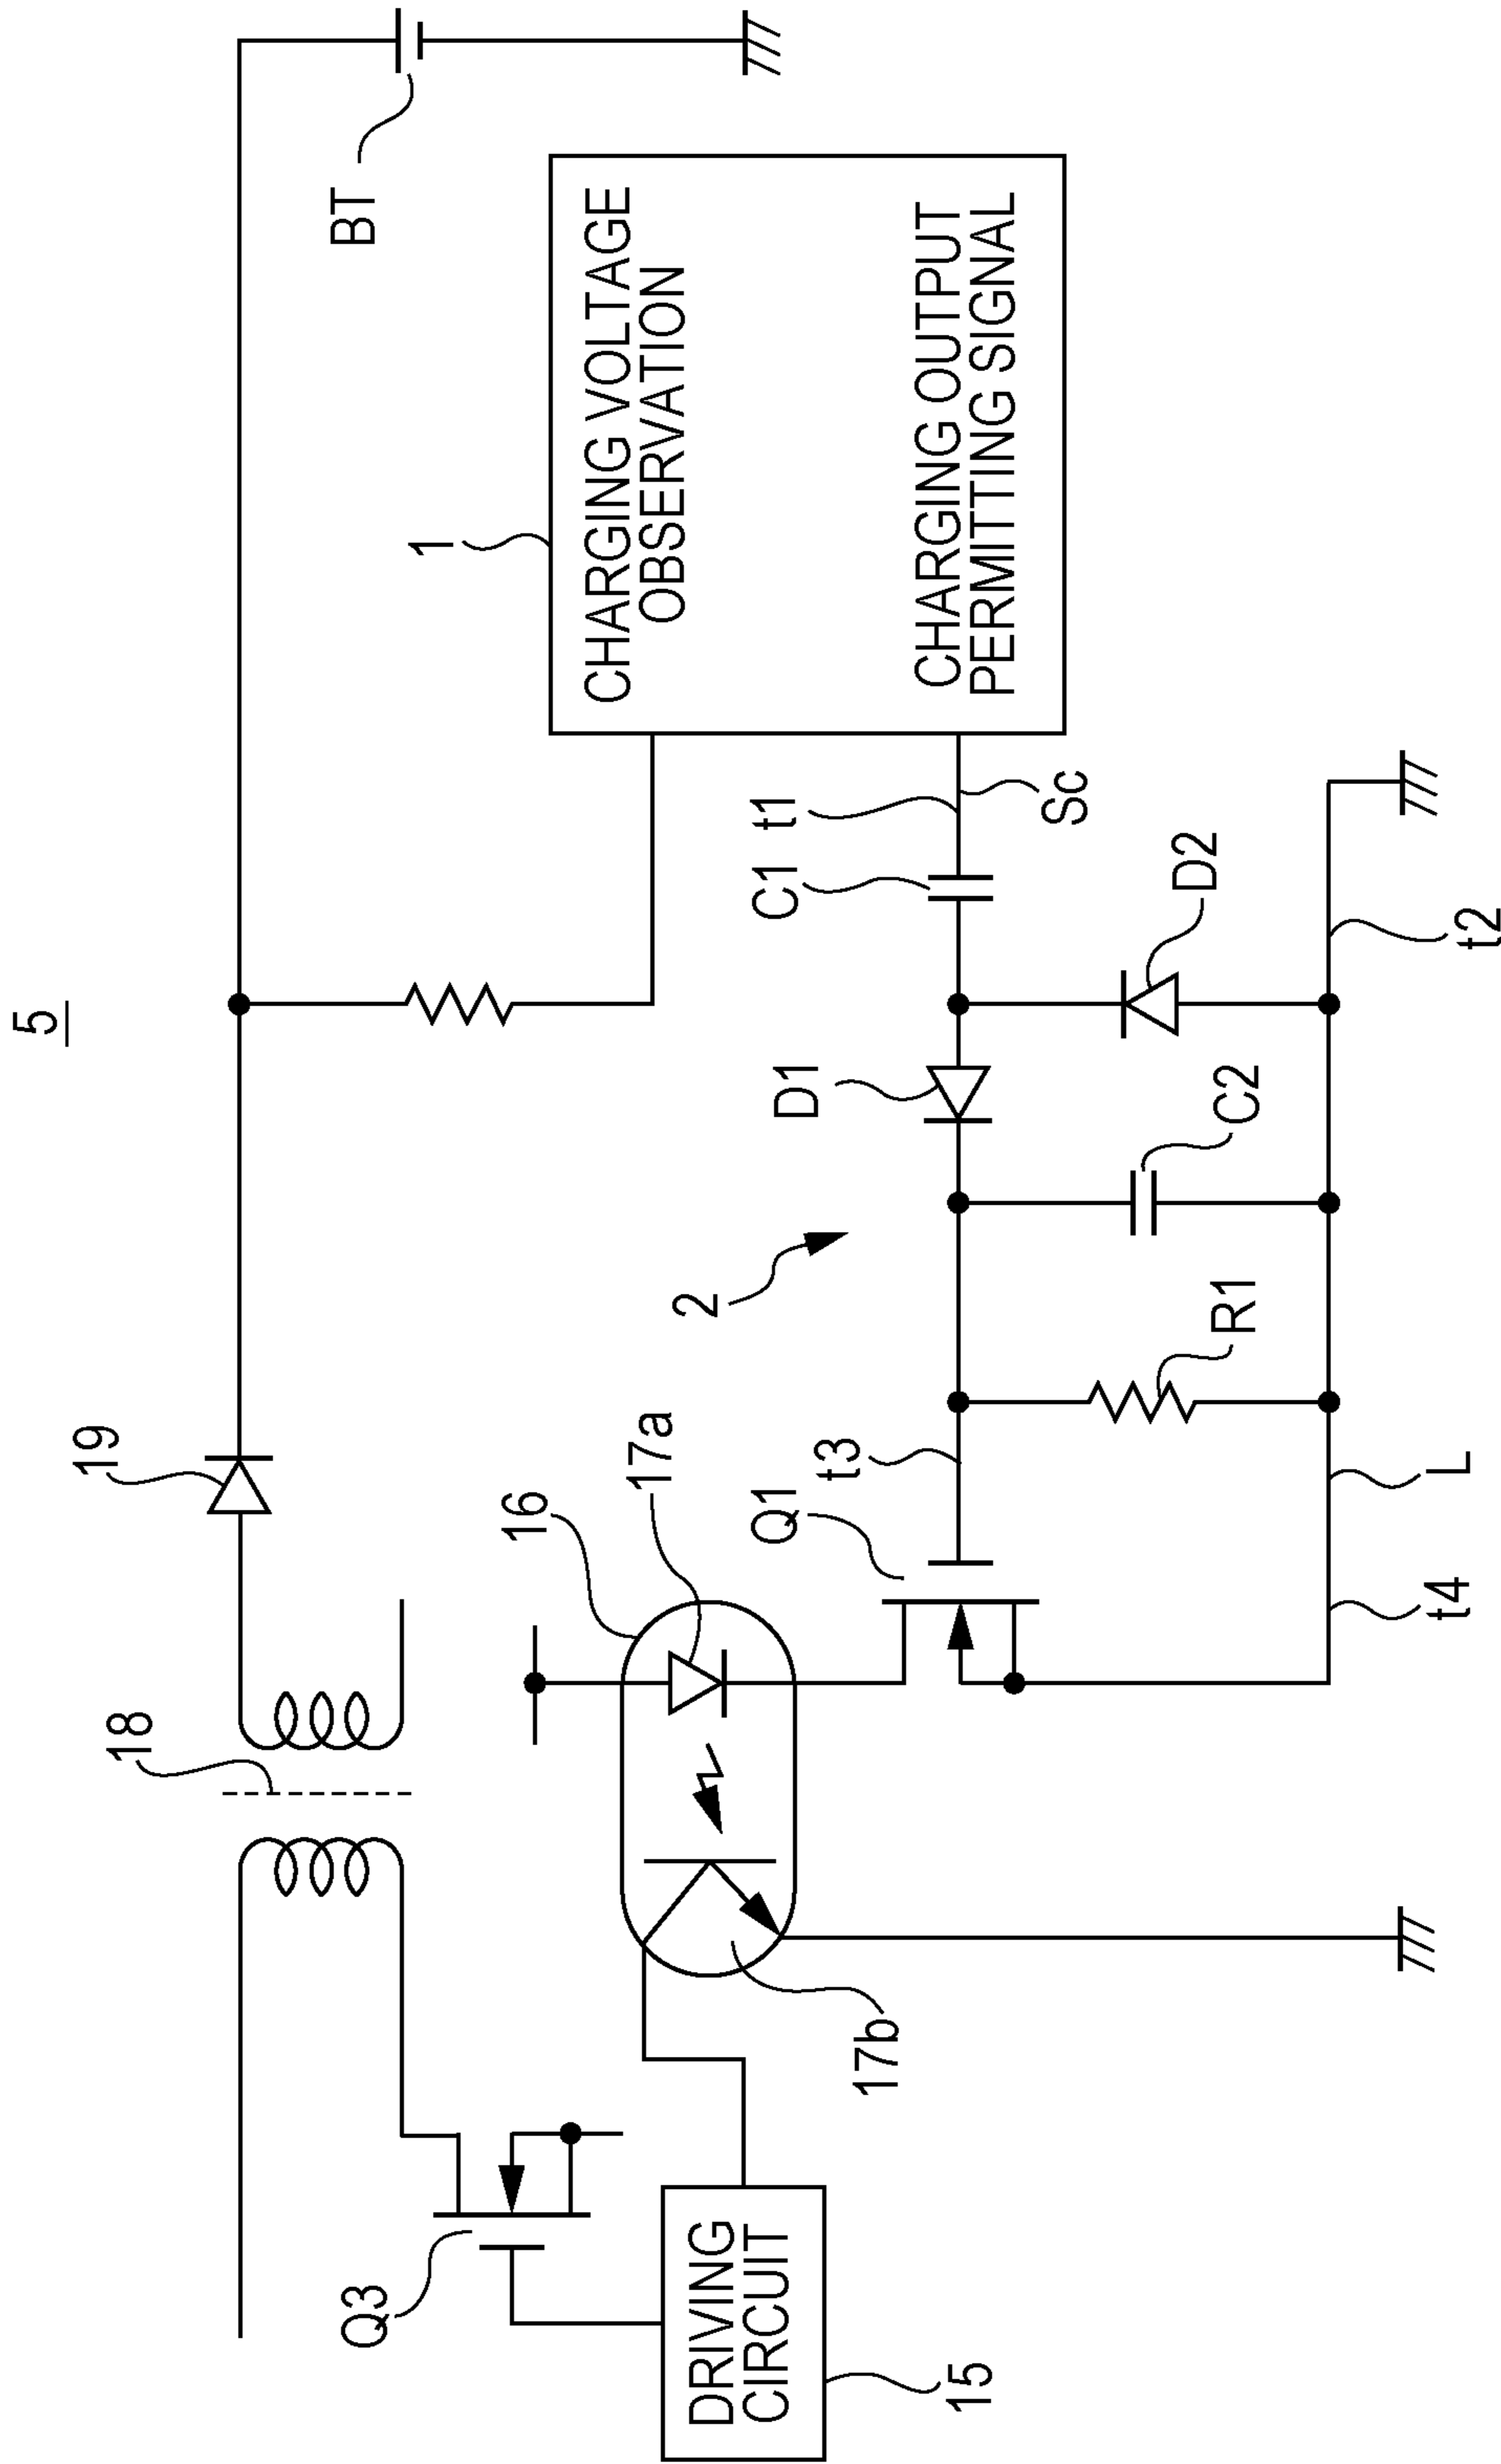 5
18
19
BT
Q3
16
17a
1
CHARGING VOLTAGE
OBSERVATION
CHARGING OUTPUT
PERMITTING SIGNAL
2
DRIVING
CIRCUIT
15
17b
Q1
t3
D1
C1
t1
Sc
R1
C2
D2
t4
L
t2